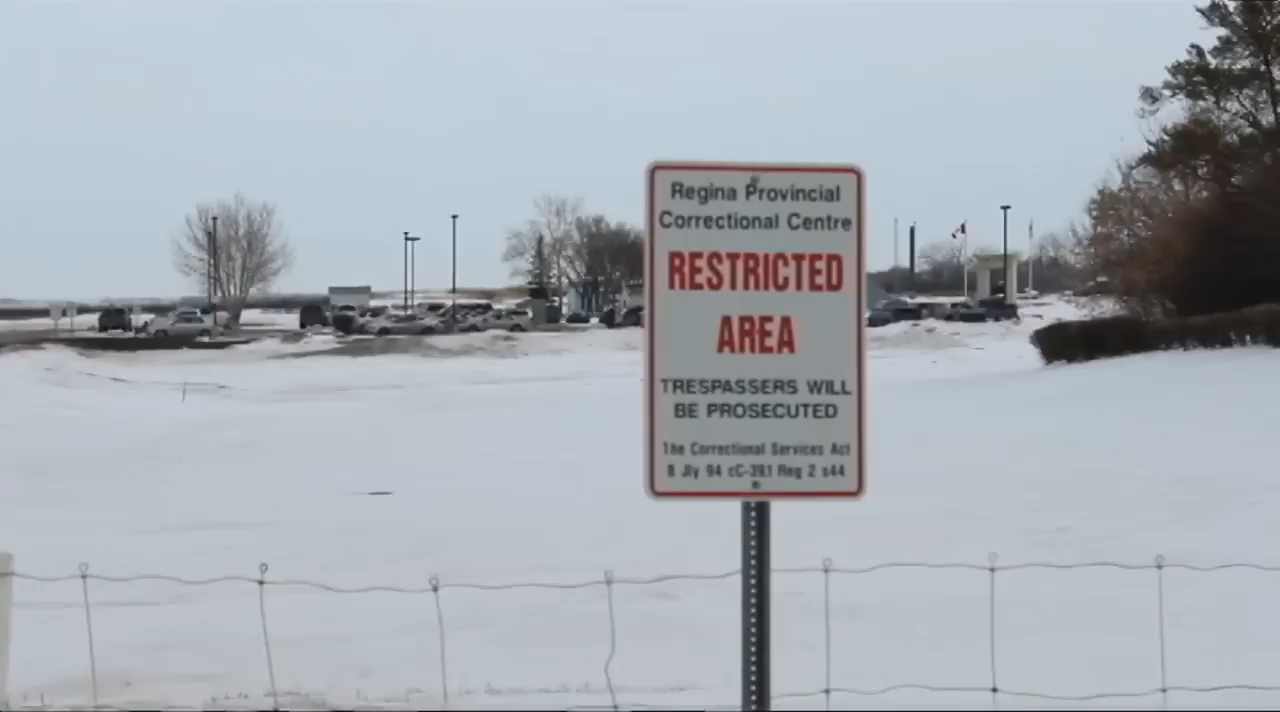 Regina Provincial
Correctional Centre
RESTRICTED
AREA
TRESPASSERS WILL
BE PROSECUTED
The Correctional Services Act
8 Jly 94 cC-39.1 Reg 2 s44